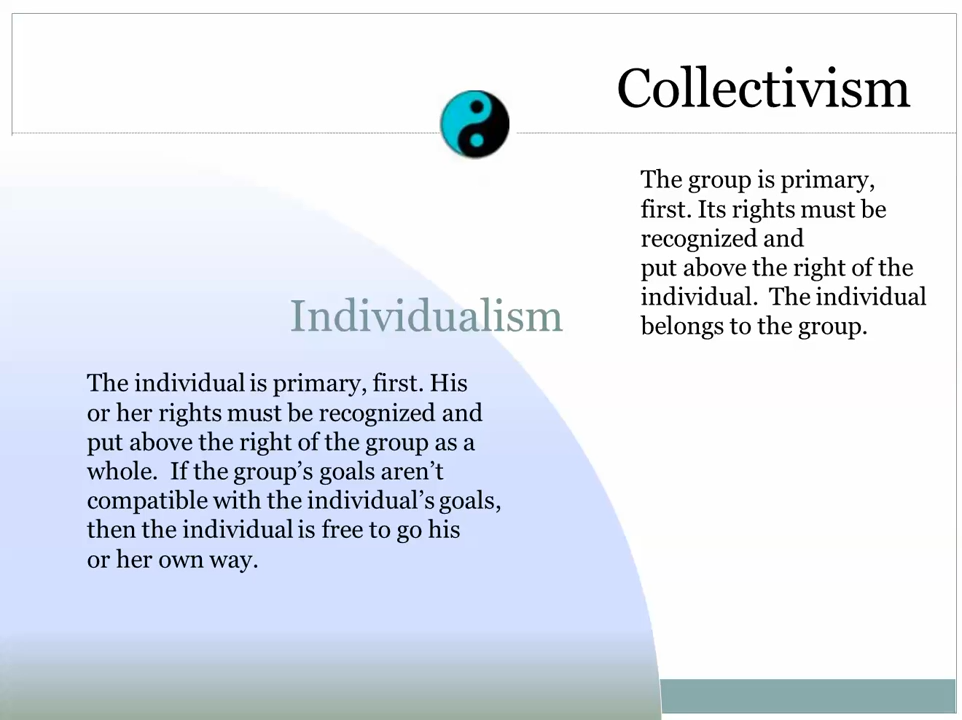 Collectivism
The group is primary,
first. Its rights must be
recognized and
put above the right of the
individual.  The individual
belongs to the group.
Individualism
The individual is primary, first. His
or her rights must be recognized and
put above the right of the group as a
whole.  If the group’s goals aren’t
compatible with the individual’s goals,
then the individual is free to go his
or her own way.